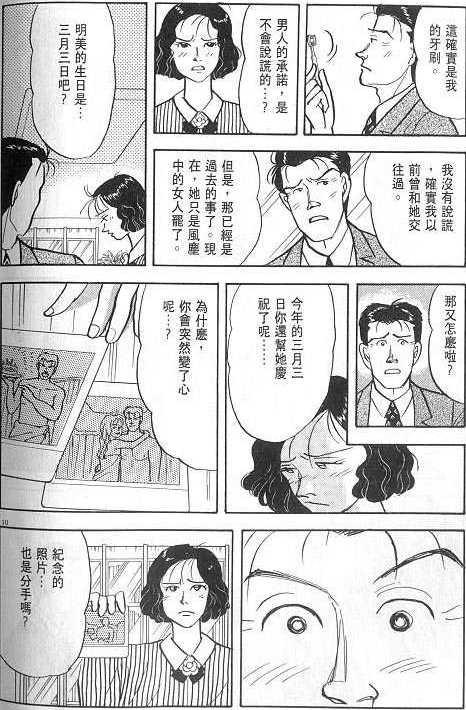 這確實是我
的牙刷。
男人的承諾，是
不會說謊的…？
明美的生日是…
三月三日吧？
我沒有說謊
，確實我以
前曾和她交
往過。
但是，那已經是
過去的事了。現
在，她只是風塵
中的女人罷了。
那又怎麽啦？
今年的三月三
日你還幫她慶
祝了呢……
為什麽，
你會突然變了心
呢…？
紀念的
照片…
也是分手嗎？
10